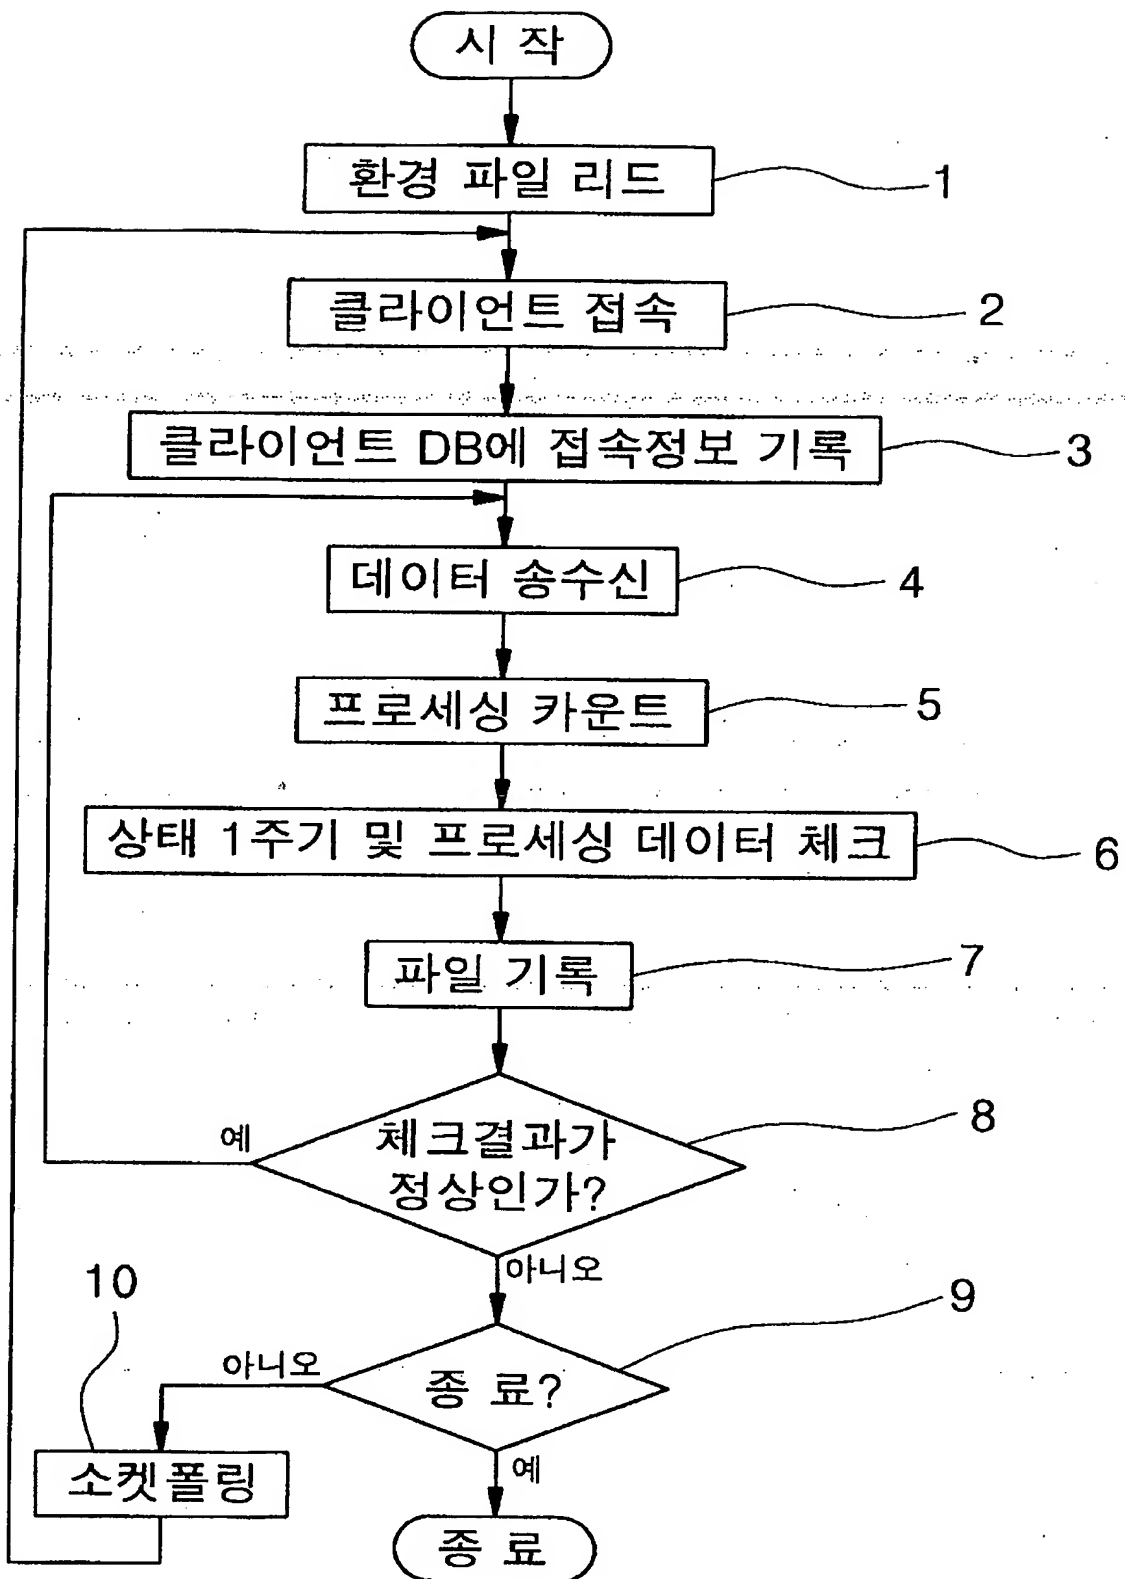 시 작
환경 파일 리드
1
클라이언트 접속
2
클라이언트 DB에 접속정보 기록
3
데이터 송수신
4
프로세싱 카운트
5
상태 1주기 및 프로세싱 데이터 체크
6
파일 기록
7
예
체크결과가
정상인가?
8
아니오
10
9
아니오
종 료?
소켓폴링
예
종 료